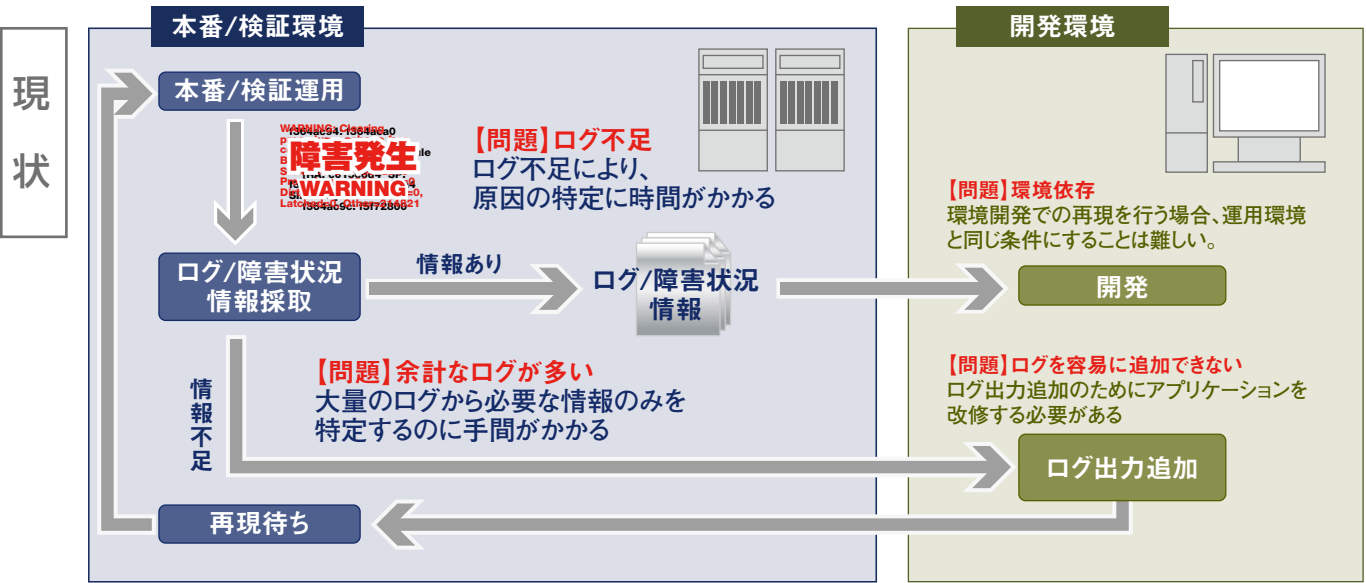 現状
本番/検証環境
本番/検証運用
障害発生
WARNING
【問題】ログ不足
ログ不足により、
原因の特定に時間がかかる
ログ/障害状況
情報採取
情報あり
ログ/障害状況
情報
【問題】余計なログが多い
大量のログから必要な情報のみを
特定するのに手間がかかる
情報不足
再現待ち
開発環境
【問題】環境依存
環境開発での再現を行う場合、運用環境
と同じ条件にすることは難しい。
開発
【問題】ログを容易に追加できない
ログ出力追加のためにアプリケーションを
改修する必要がある
ログ出力追加